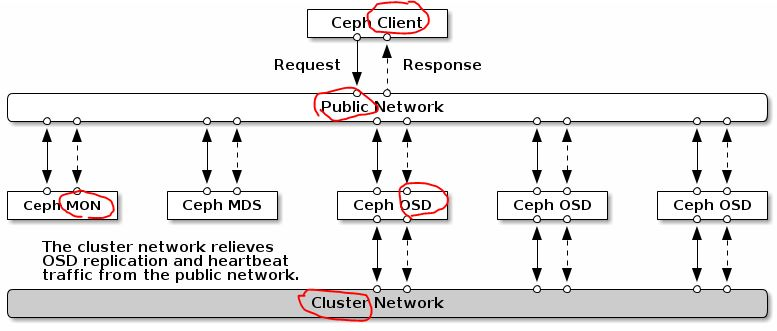 Ceph Client
Request
Response
Public Network
Ceph MON
Ceph MDS
Ceph OSD
Ceph OSD
Ceph OSD
The cluster network relieves
OSD replication and heartbeat
traffic from the public network.
Cluster Network